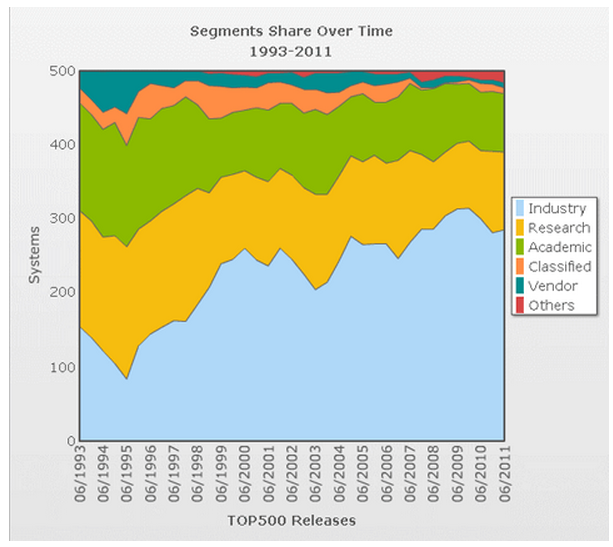 Segments Share Over Time
1993-2011
500
400
300
200
100
0
Systems
06/1993
06/1994
06/1995
06/1996
06/1997
06/1998
06/1999
06/2000
06/2001
06/2002
06/2003
06/2004
06/2005
06/2006
06/2007
06/2008
06/2009
06/2010
06/2011
TOP500 Releases
Industry
Research
Academic
Classified
Vendor
Others